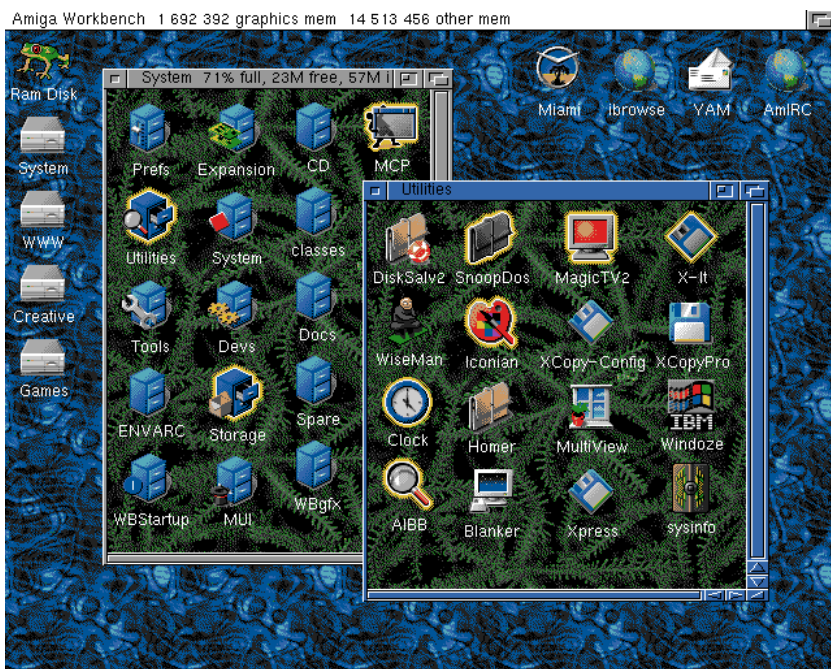 Amiga Workbench 1 692 392 graphics mem 14 513 456 other mem
Ram Disk
System
WWW
Creative
Games
Miami
ibrowse
YAM
AmIRC
System 71% full, 23M free, 57M i
Prefs
Expansion
CD
MCP
Utilities
System
classes
Tools
Devs
Docs
ENVARC
Storage
Spare
WBStartup
MUI
WBgfx
Utilities
DiskSalv2
SnoopDos
MagicTV2
X-It
WiseMan
Iconian
XCopy-Config
XCopyPro
Clock
Homer
MultiView
IBM
Windoze
AIBB
Blanker
Xpress
sysinfo